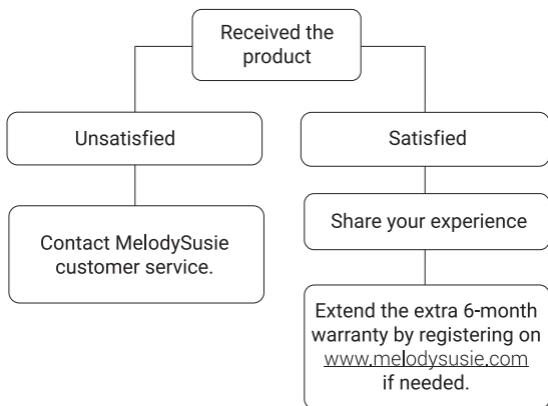 Received the
product
Unsatisfied
Satisfied
Contact MelodySusie
customer service.
Share your experience
Extend the extra 6-month
warranty by registering on
www.melodysusie.com
if needed.